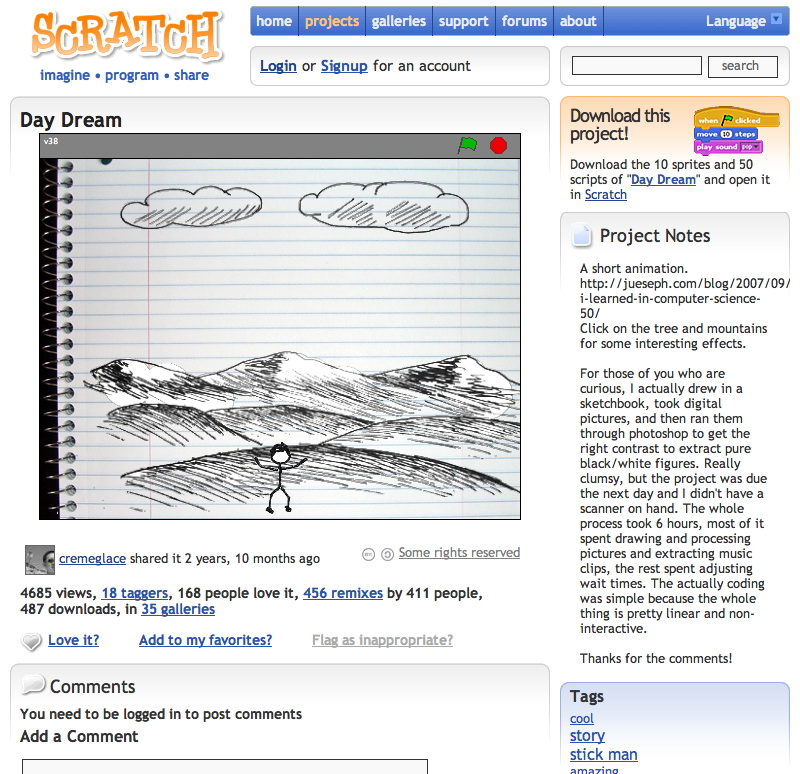 SCRATCH
imagine • program • share
home projects galleries support forums about Language
Login or Signup for an account
search
Day Dream
v38
cremeglace shared it 2 years, 10 months ago
Some rights reserved
4685 views, 18 taggers, 168 people love it, 456 remixes by 411 people,
487 downloads, in 35 galleries
Love it? Add to my favorites? Flag as inappropriate?
Comments
You need to be logged in to post comments
Add a Comment
Download this
project!
when clicked
move 10 steps
play sound pop
Download the 10 sprites and 50
scripts of "Day Dream" and open it
in Scratch
Project Notes
A short animation.
http://jueseph.com/blog/2007/09/
i-learned-in-computer-science-
50/
Click on the tree and mountains
for some interesting effects.
For those of you who are
curious, I actually drew in a
sketchbook, took digital
pictures, and then ran them
through photoshop to get the
right contrast to extract pure
black/white figures. Really
clumsy, but the project was due
the next day and I didn't have a
scanner on hand. The whole
process took 6 hours, most of it
spent drawing and processing
pictures and extracting music
clips, the rest spent adjusting
wait times. The actually coding
was simple because the whole
thing is pretty linear and non-
interactive.
Thanks for the comments!
Tags
cool
story
stick man
amazing